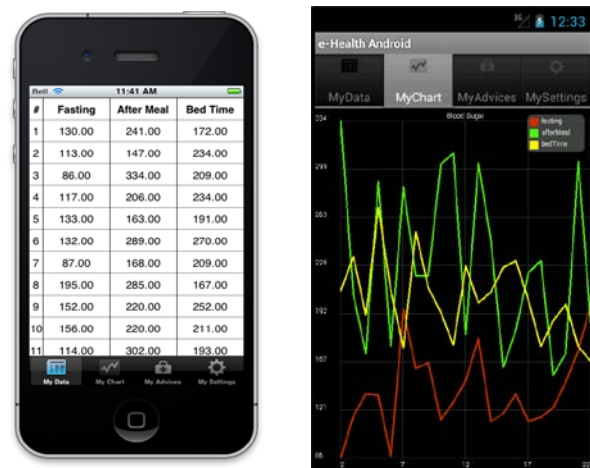 Bell 11:41 AM
# Fasting After Meal Bed Time
1 130.00 241.00 172.00
2 113.00 147.00 234.00
3 86.00 334.00 209.00
4 117.00 206.00 234.00
5 133.00 163.00 191.00
6 132.00 289.00 270.00
7 87.00 168.00 209.00
8 195.00 285.00 167.00
9 152.00 220.00 252.00
10 156.00 220.00 211.00
11 114.00 302.00 193.00
My Data My Chart My Advices My Settings
3G 12:33
e-Health Android
MyData MyChart MyAdvices MySettings
Blood Sugar
334
fasting
afterMeal
bedTime
299
263
228
192
157
121
86
2 7 12 17 22